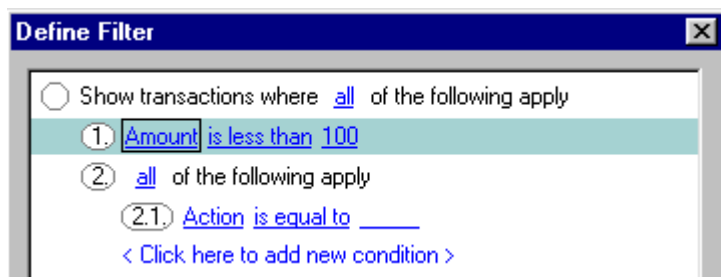 Define Filter
Show transactions where all of the following apply
1. Amount is less than 100
2. all of the following apply
2.1. Action is equal to _____
< Click here to add new condition >